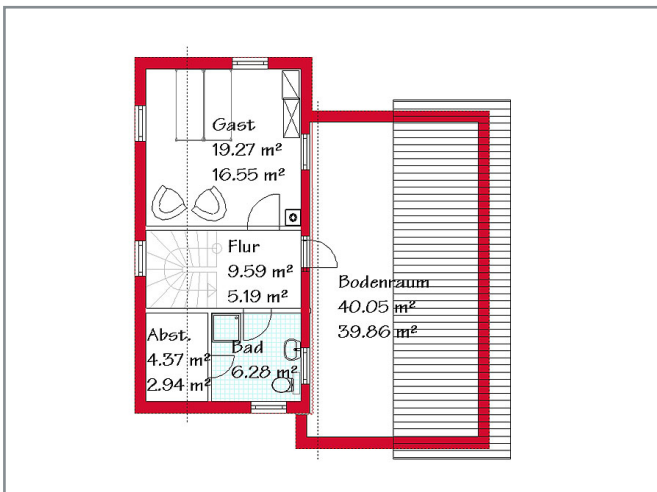 Gast
19.27 m²
16.55 m²
Flur
9.59 m²
5.19 m²
Bodenraum
40.05 m²
39.86 m²
Abst.
4.37 m²
2.94 m²
Bad
6.28 m²